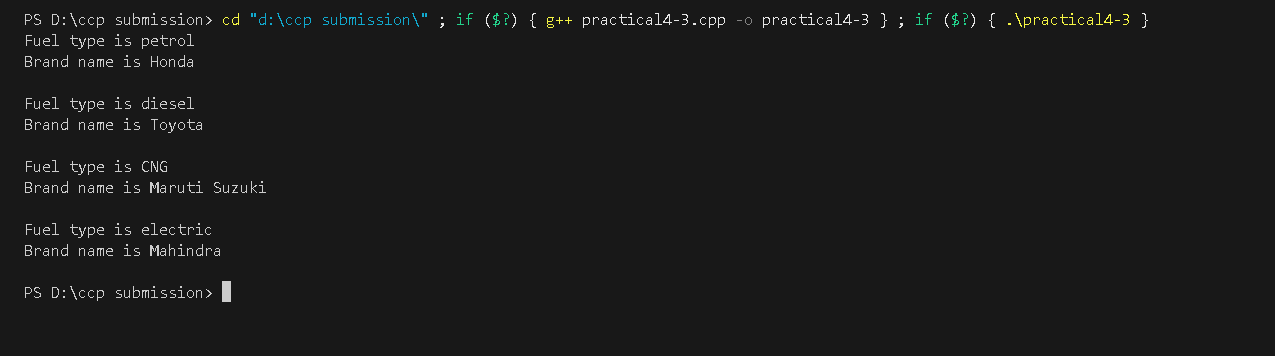 PS D:\ccp submission> cd "d:\ccp submission\" ; if ($?) { g++ practical4-3.cpp -o practical4-3 } ; if ($?) { .\practical4-3 }
Fuel type is petrol
Brand name is Honda
Fuel type is diesel
Brand name is Toyota
Fuel type is CNG
Brand name is Maruti Suzuki
Fuel type is electric
Brand name is Mahindra
PS D:\ccp submission>